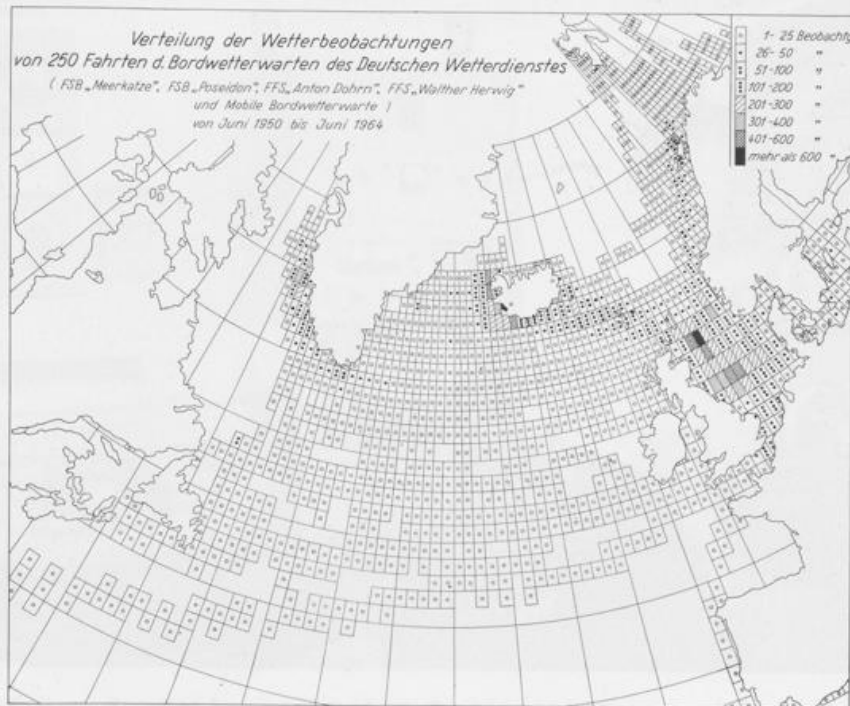 Verteilung der Wetterbeobachtungen
von 250 Fahrten d. Bordwetterwarten des Deutschen Wetterdienstes
( FSB „Meerkatze", FSB „Poseidon", FFS „Anton Dohrn", FFS „Walther Herwig"
und Mobile Bordwetterwarte )
von Juni 1950 bis Juni 1964
1- 25 Beobachtg
26- 50 "
51-100 "
101-200 "
201-300 "
301-400 "
401-600 "
mehr als 600 "